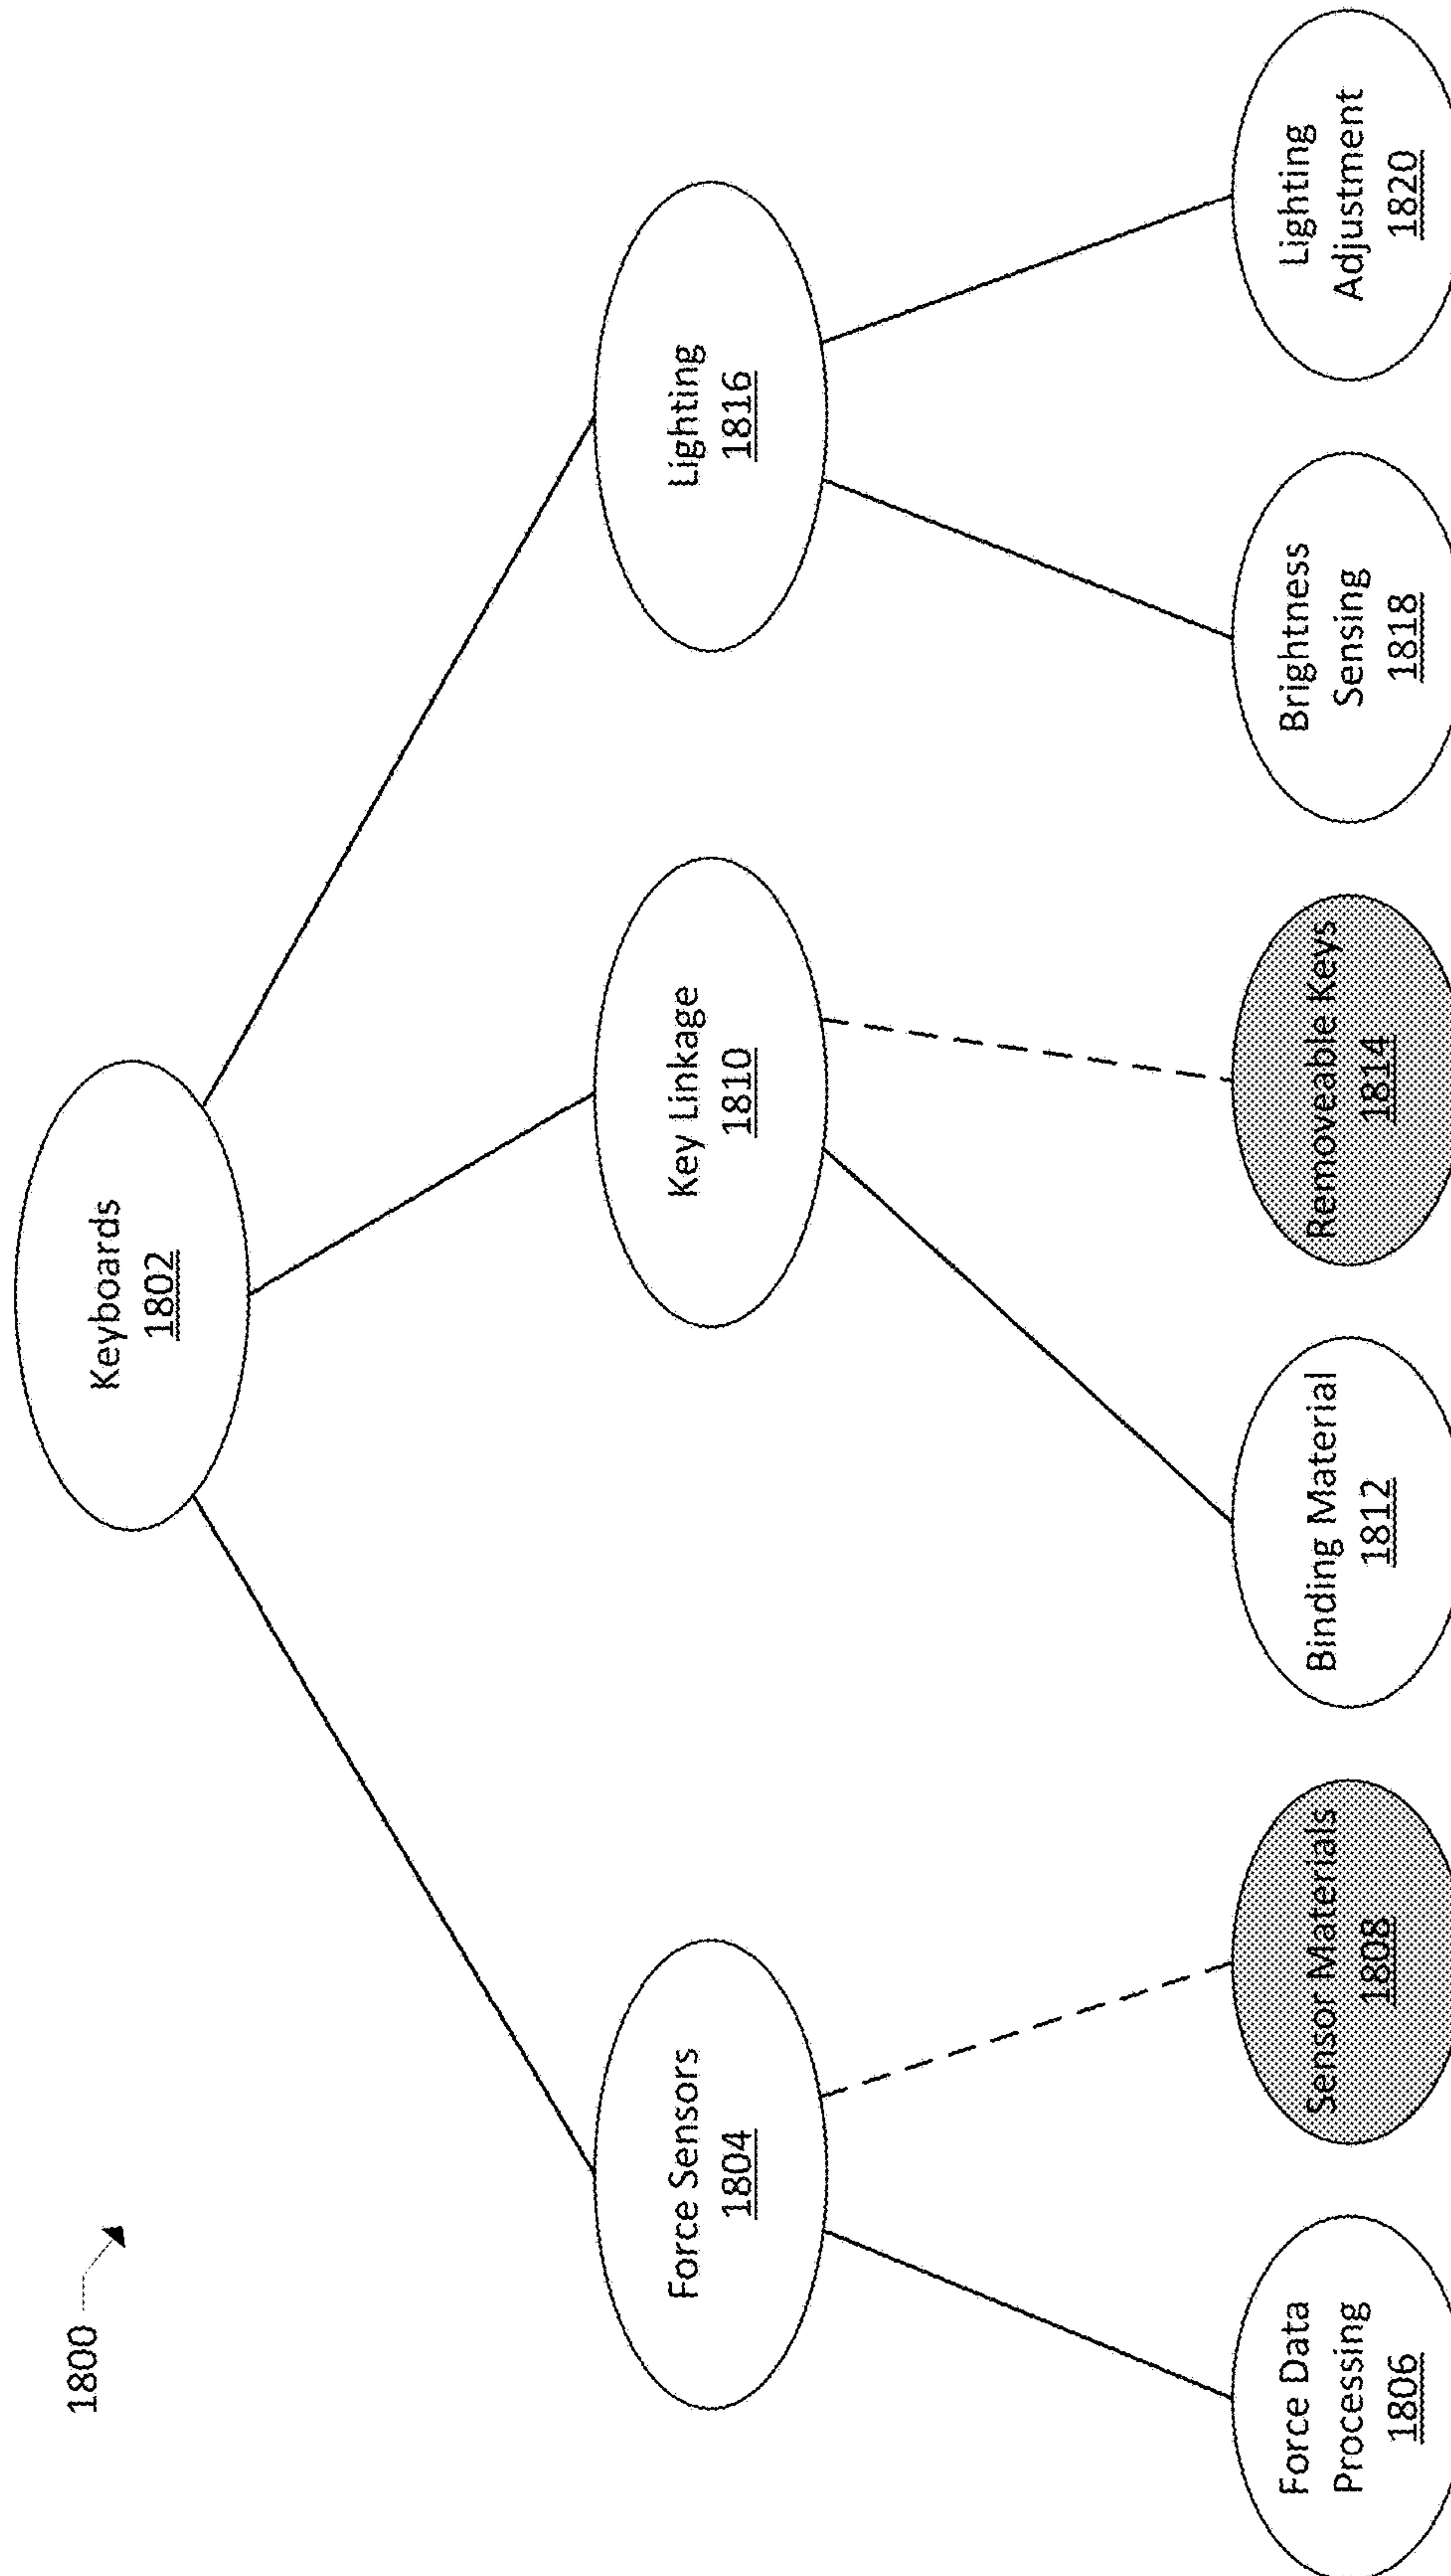 1800
Keyboards
1802
Force Sensors
1804
Key Linkage
1810
Lighting
1816
Force Data
Processing
1806
Sensor Materials
1808
Binding Material
1812
Removeable Keys
1814
Brightness
Sensing
1818
Lighting
Adjustment
1820